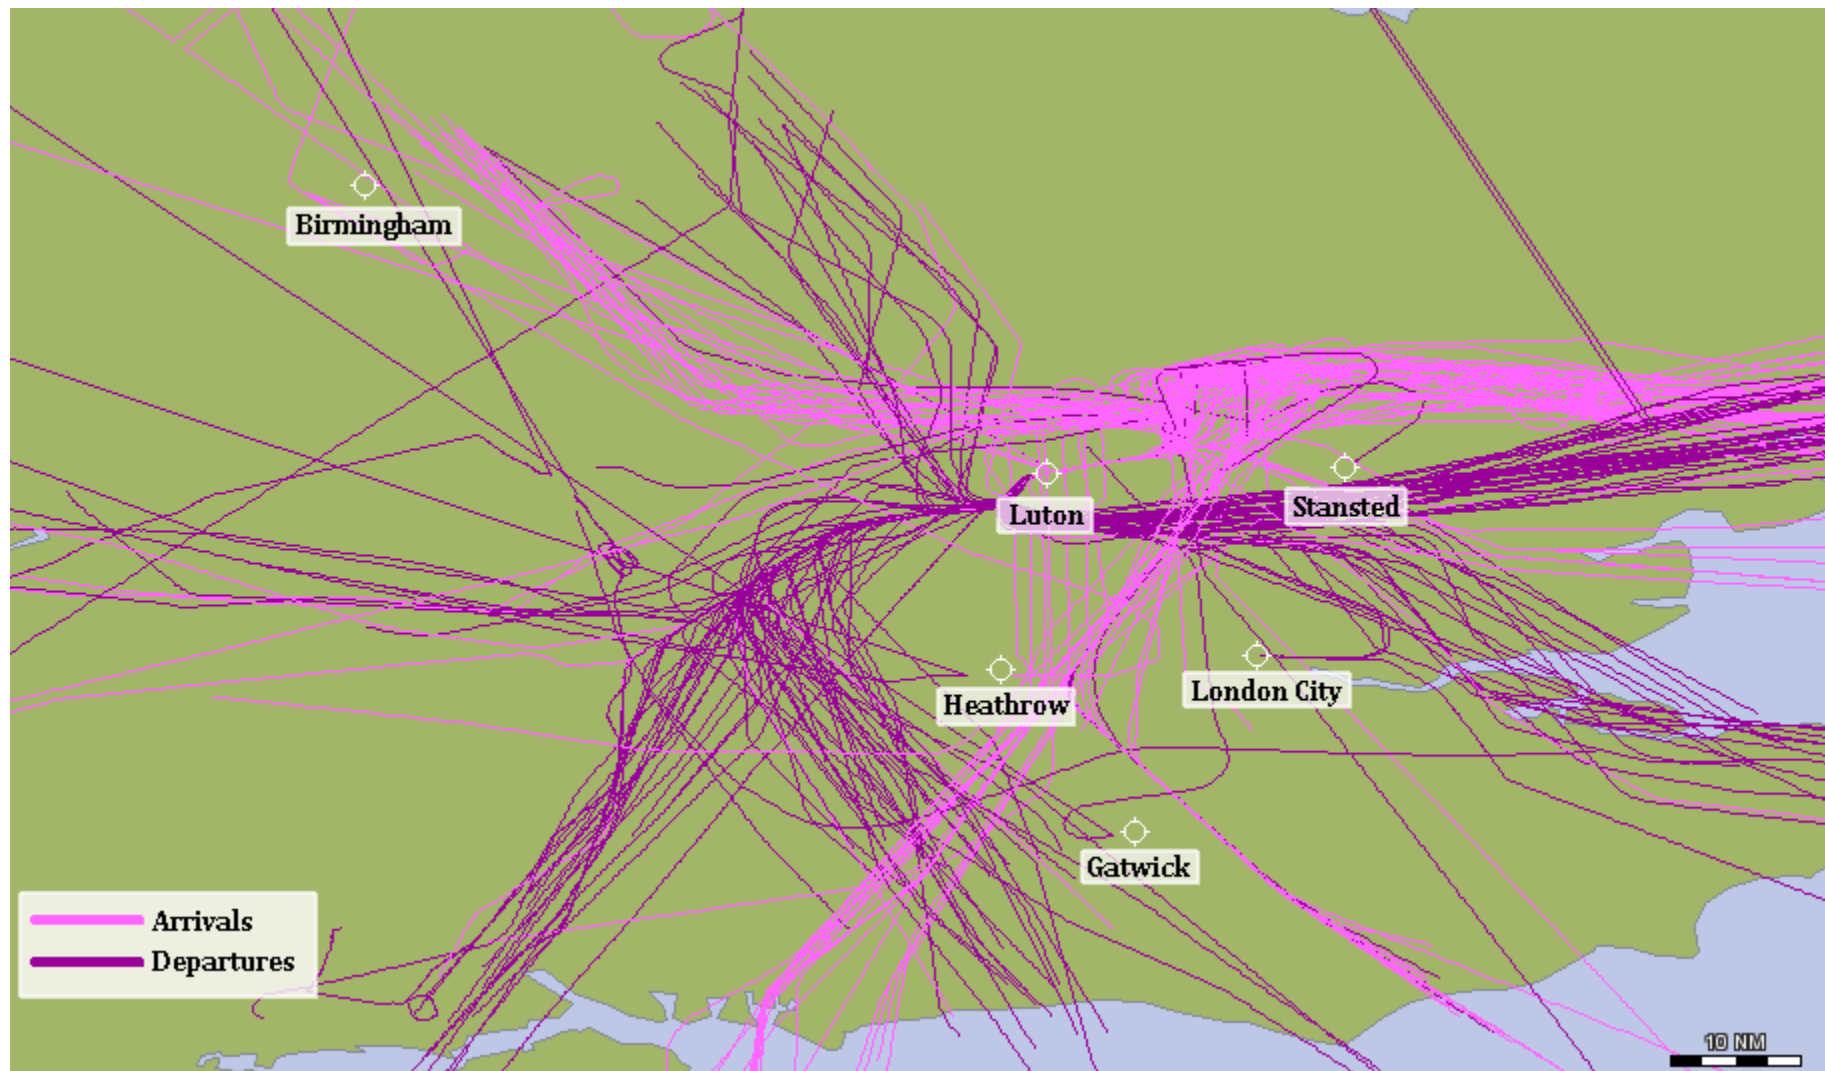 Birmingham
Luton
Stansted
Heathrow
London City
Gatwick
Arrivals
Departures
10 NM